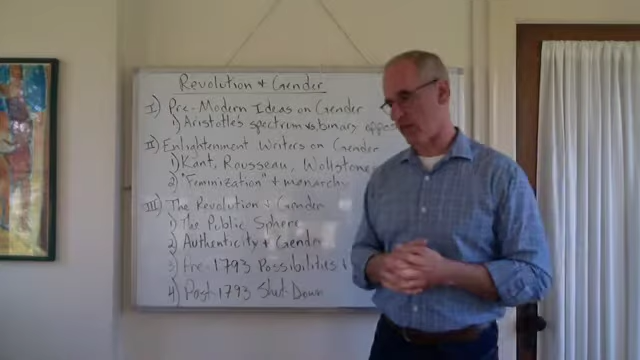 Revolution + Gender
I) Pre-Modern Ideas on Gender
1) Aristotle's spectrum vs binary oppos
II) Enlightenment Writers on Gender
1) Kant, Rousseau, Wollstone
2) "Feminization" + monarchy
III) The Revolution + Gender
1) The Public Sphere
2) Authenticity + Gender
3) Pre-1793 Possibilities
4) Post-1793 Shut-Down